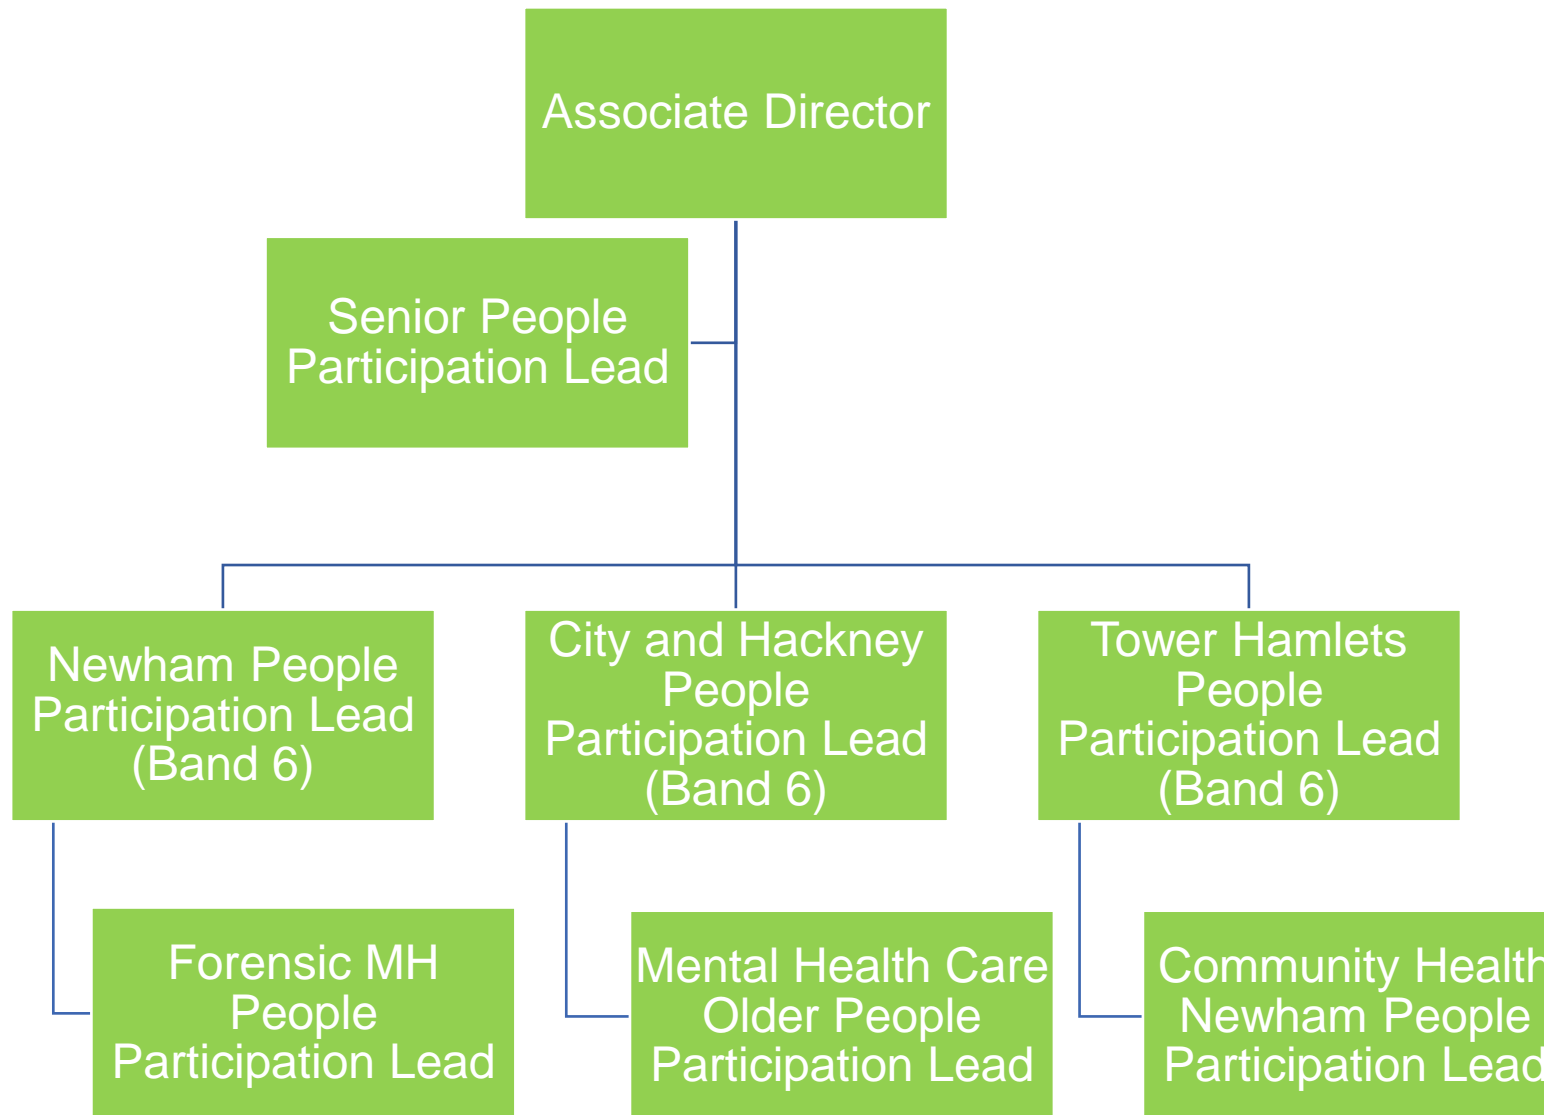 Associate Director
Senior People
Participation Lead
Newham People
Participation Lead
(Band 6)
City and Hackney
People
Participation Lead
(Band 6)
Tower Hamlets
People
Participation Lead
(Band 6)
Forensic MH
People
Participation Lead
Mental Health Care
Older People
Participation Lead
Community Health
Newham People
Participation Lead